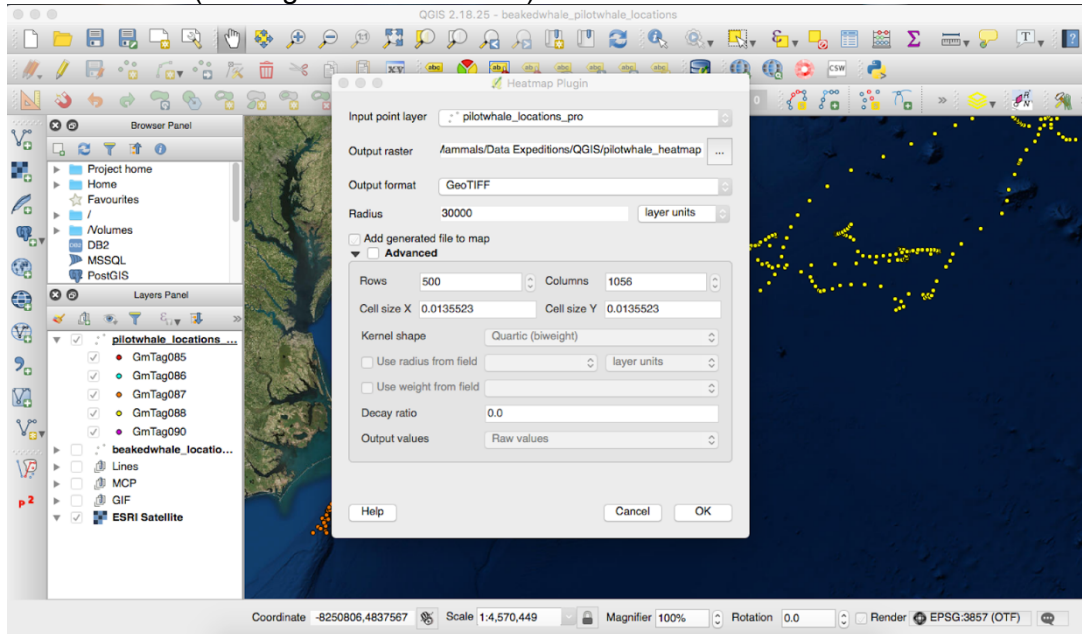 QGIS 2.18.25 - beakedwhale_pilotwhale_locations
Heatmap Plugin
Input point layer pilotwhale_locations_pro
Output raster /lammals/Data Expeditions/QGIS/pilotwhale_heatmap ...
Output format GeoTIFF
Radius 30000 layer units
Add generated file to map
Advanced
Rows 500 Columns 1056
Cell size X 0.0135523 Cell size Y 0.0135523
Kernel shape Quartic (biweight)
Use radius from field layer units
Use weight from field
Decay ratio 0.0
Output values Raw values
Help Cancel OK
Browser Panel
Project home
Home
Favourites
/
/Volumes
DB2
MSSQL
PostGIS
Layers Panel
pilotwhale_locations_...
GmTag085
GmTag086
GmTag087
GmTag088
GmTag090
beakedwhale_locatio...
Lines
MCP
GIF
ESRI Satellite
Coordinate -8250806,4837567 Scale 1:4,570,449 Magnifier 100% Rotation 0.0 Render EPSG:3857 (OTF)